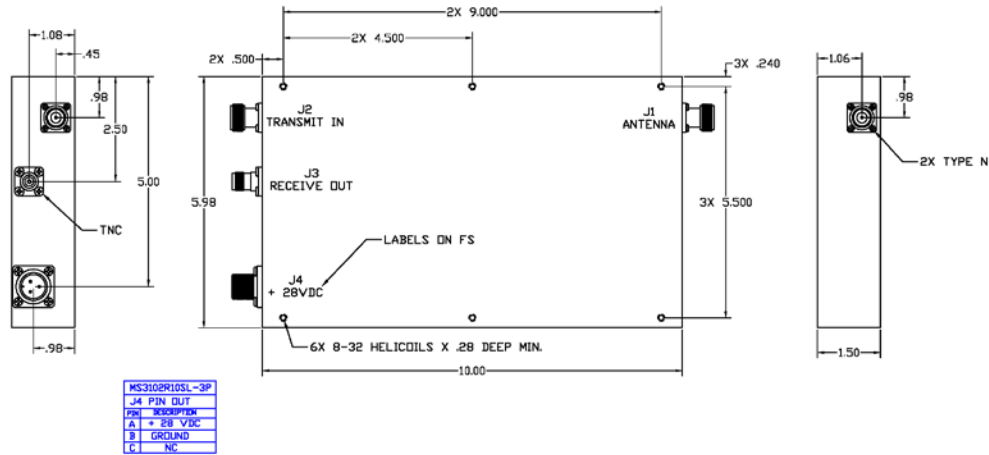 2X 9.000
2X 4.500
2X .500
3X .240
1.08
.45
.98
2.50
5.00
TNC
.98
J2
TRANSMIT IN
J1
ANTENNA
J3
RECEIVE OUT
5.98
3X 5.500
LABELS ON FS
J4
+ 28VDC
6X 8-32 HELICOILS X .28 DEEP MIN.
10.00
1.06
.98
2X TYPE N
1.50
MS3102R10SL-3P
J4 PIN OUT
PIN DESCRIPTION
A + 28 VDC
B GROUND
C NC